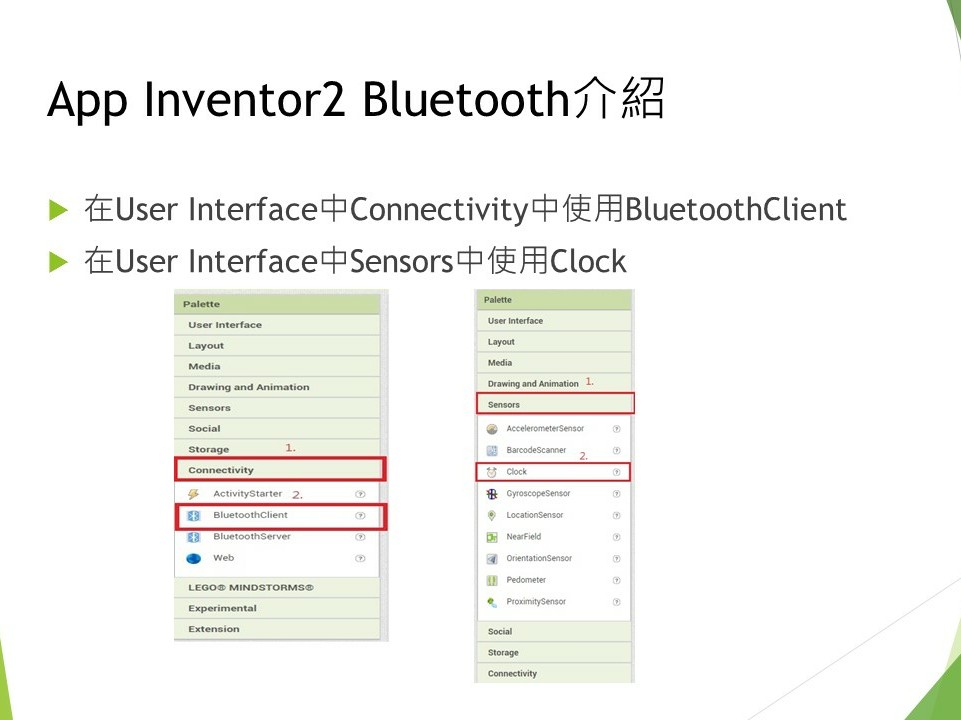 App Inventor2 Bluetooth介紹
在User Interface中Connectivity中使用BluetoothClient
在User Interface中Sensors中使用Clock
Palette
User Interface
Layout
Media
Drawing and Animation
Sensors
Social
Storage 1.
Connectivity
ActivityStarter 2.
BluetoothClient
BluetoothServer
Web
LEGO® MINDSTORMS®
Experimental
Extension
Palette
User Interface
Layout
Media
Drawing and Animation 1.
Sensors
AccelerometerSensor
BarcodeScanner 2.
Clock
GyroscopeSensor
LocationSensor
NearField
OrientationSensor
Pedometer
ProximitySensor
Social
Storage
Connectivity